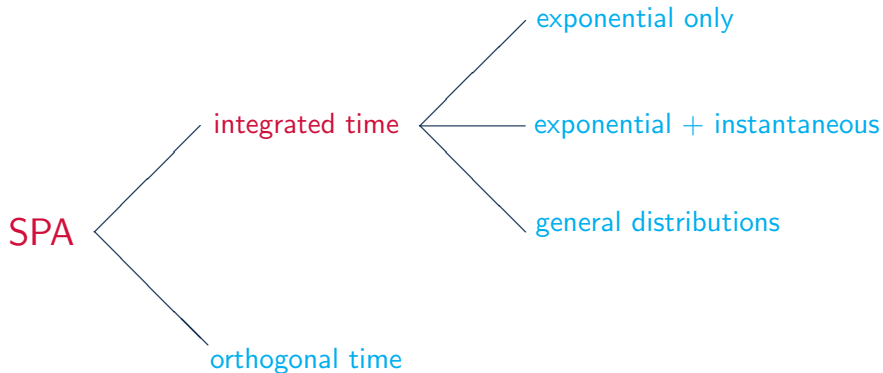 SPA
integrated time
exponential only
exponential + instantaneous
general distributions
orthogonal time